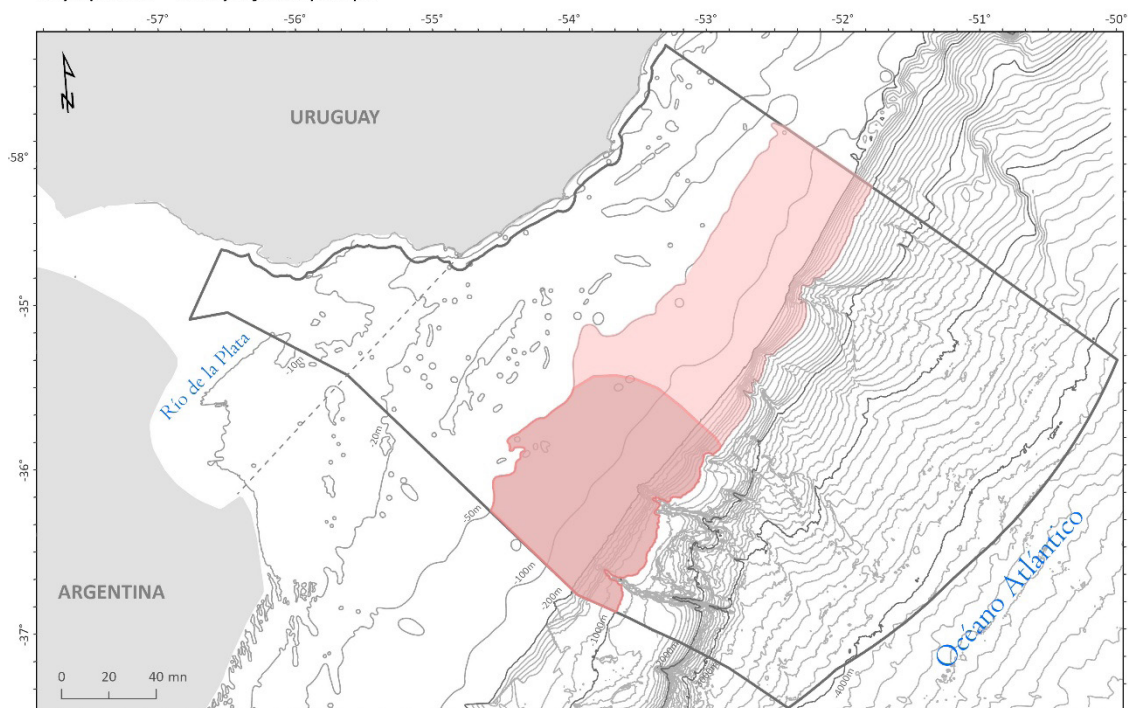 -57° -56° -55° -54° -53° -52° -51° -50°
N
URUGUAY
-58°
-35°
Río de la Plata
-10m
-20m
-36°
-50m
-100m
ARGENTINA
-200m
-1000m
-37°
Océano Atlántico
-4000m
0 20 40 mn